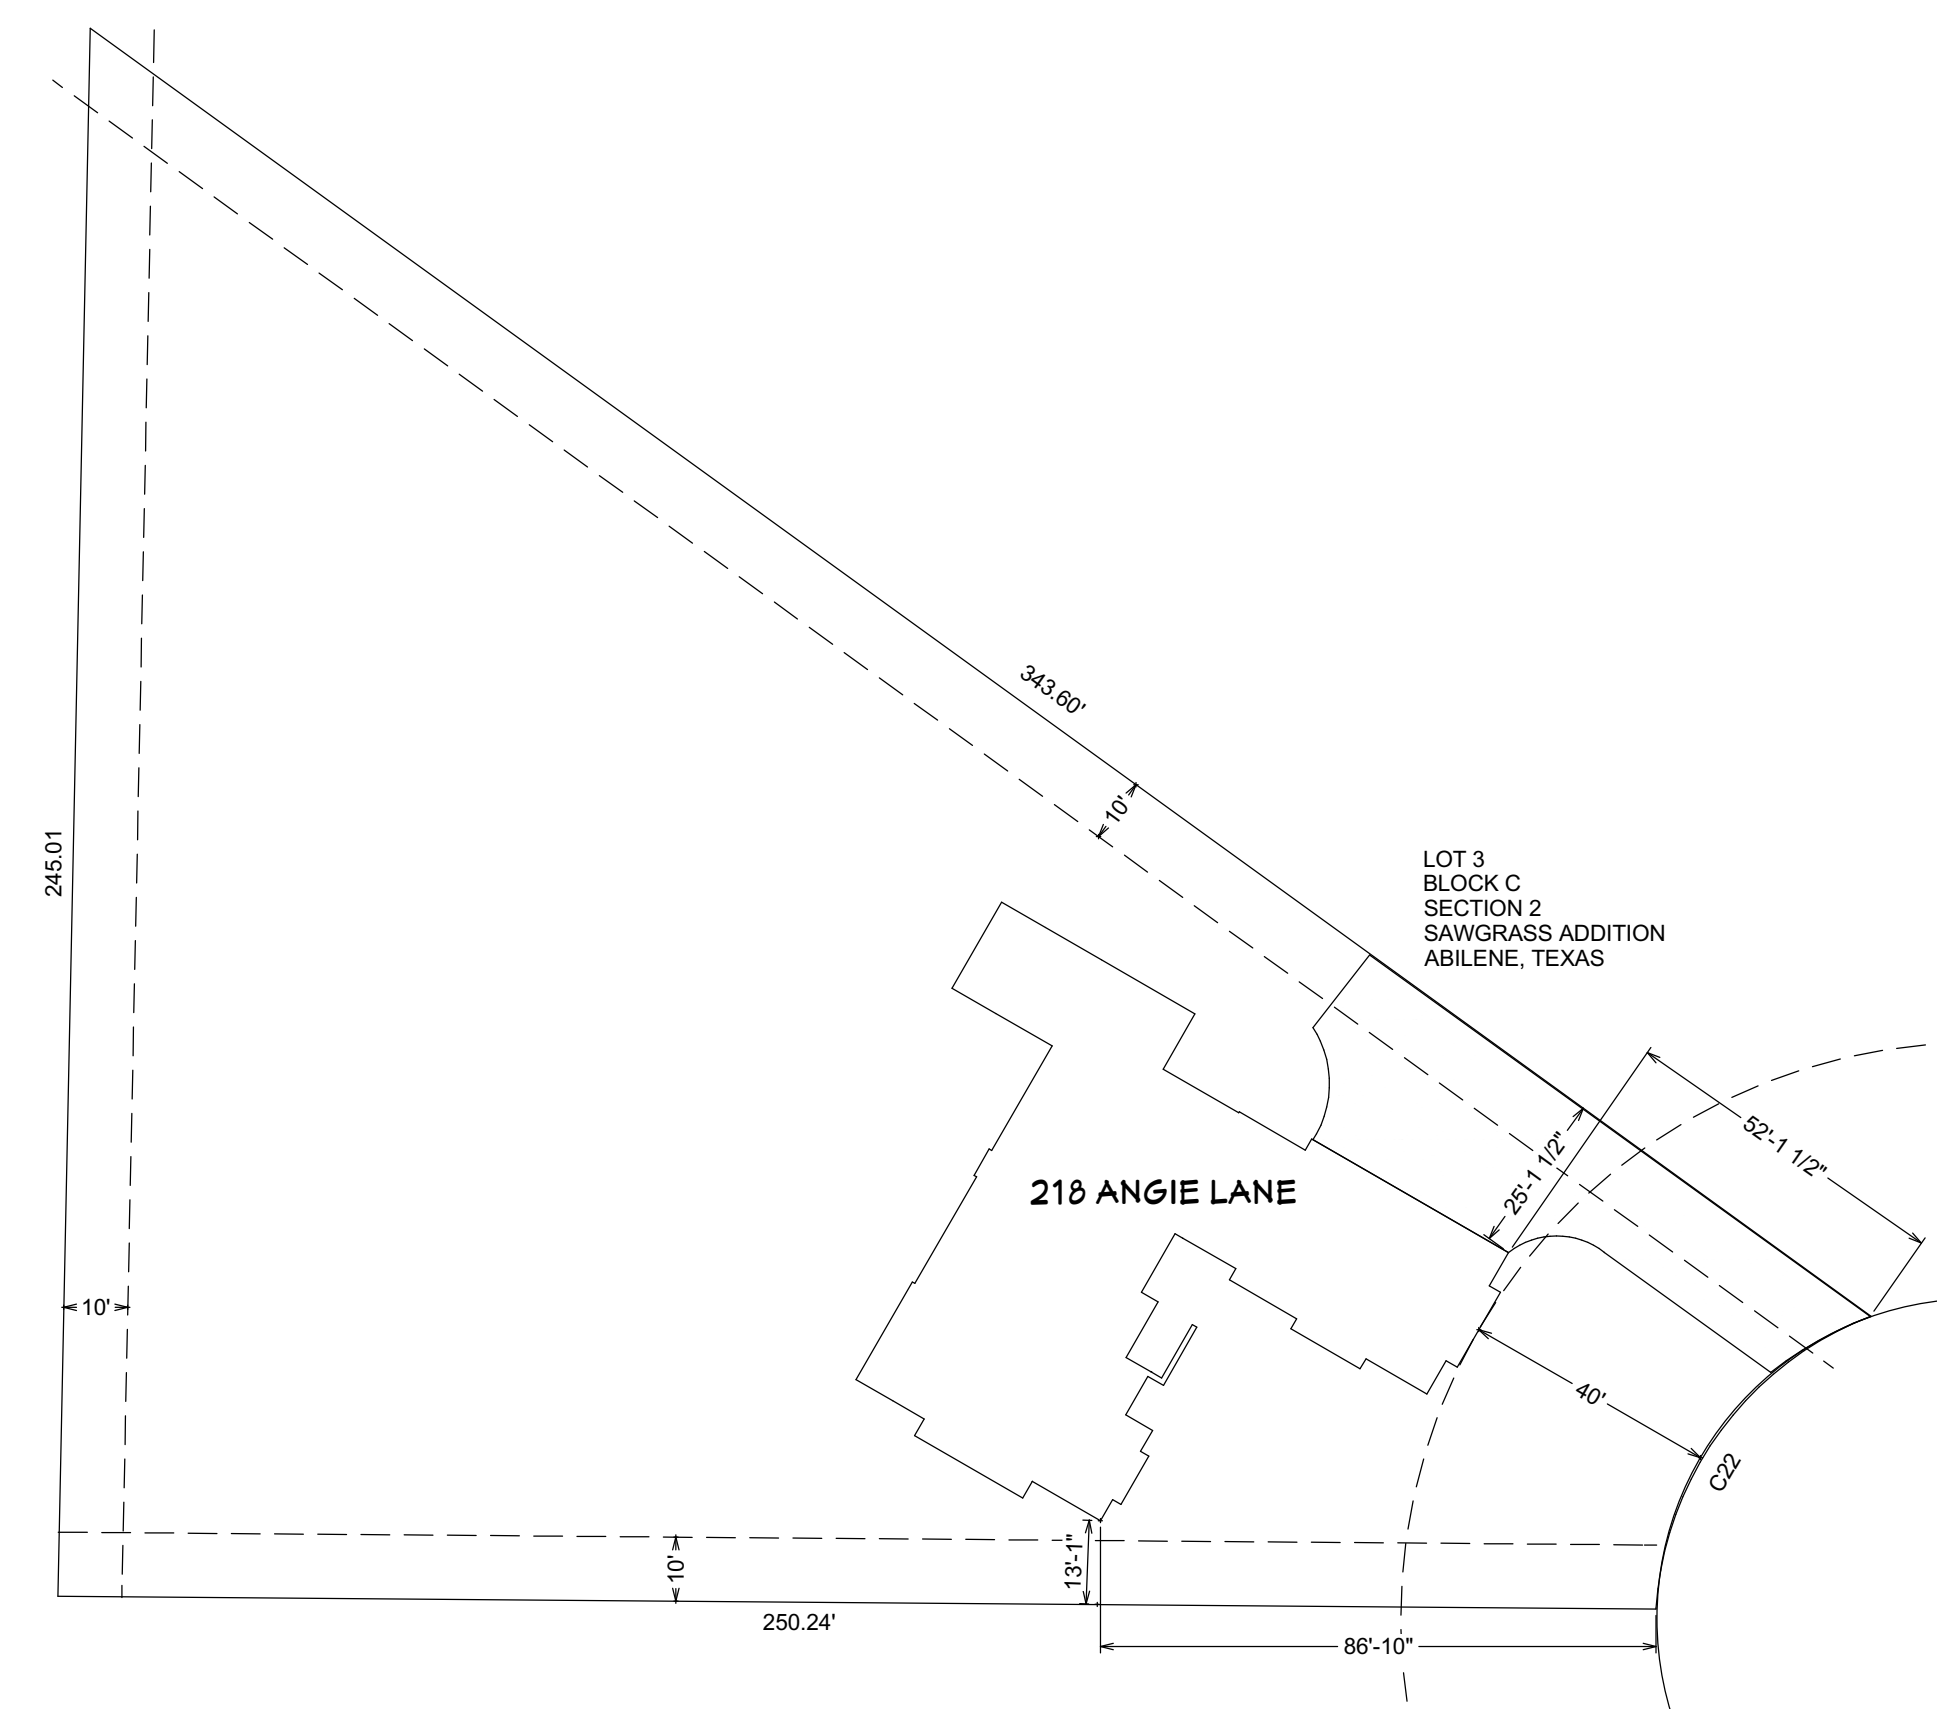 343.60'
245.01
10'
LOT 3
BLOCK C
SECTION 2
SAWGRASS ADDITION
ABILENE, TEXAS
52'-1 1/2"
25'-1 1/2"
218 ANGIE LANE
10'
40'
C22
10'
13'-1"
250.24'
86'-10"